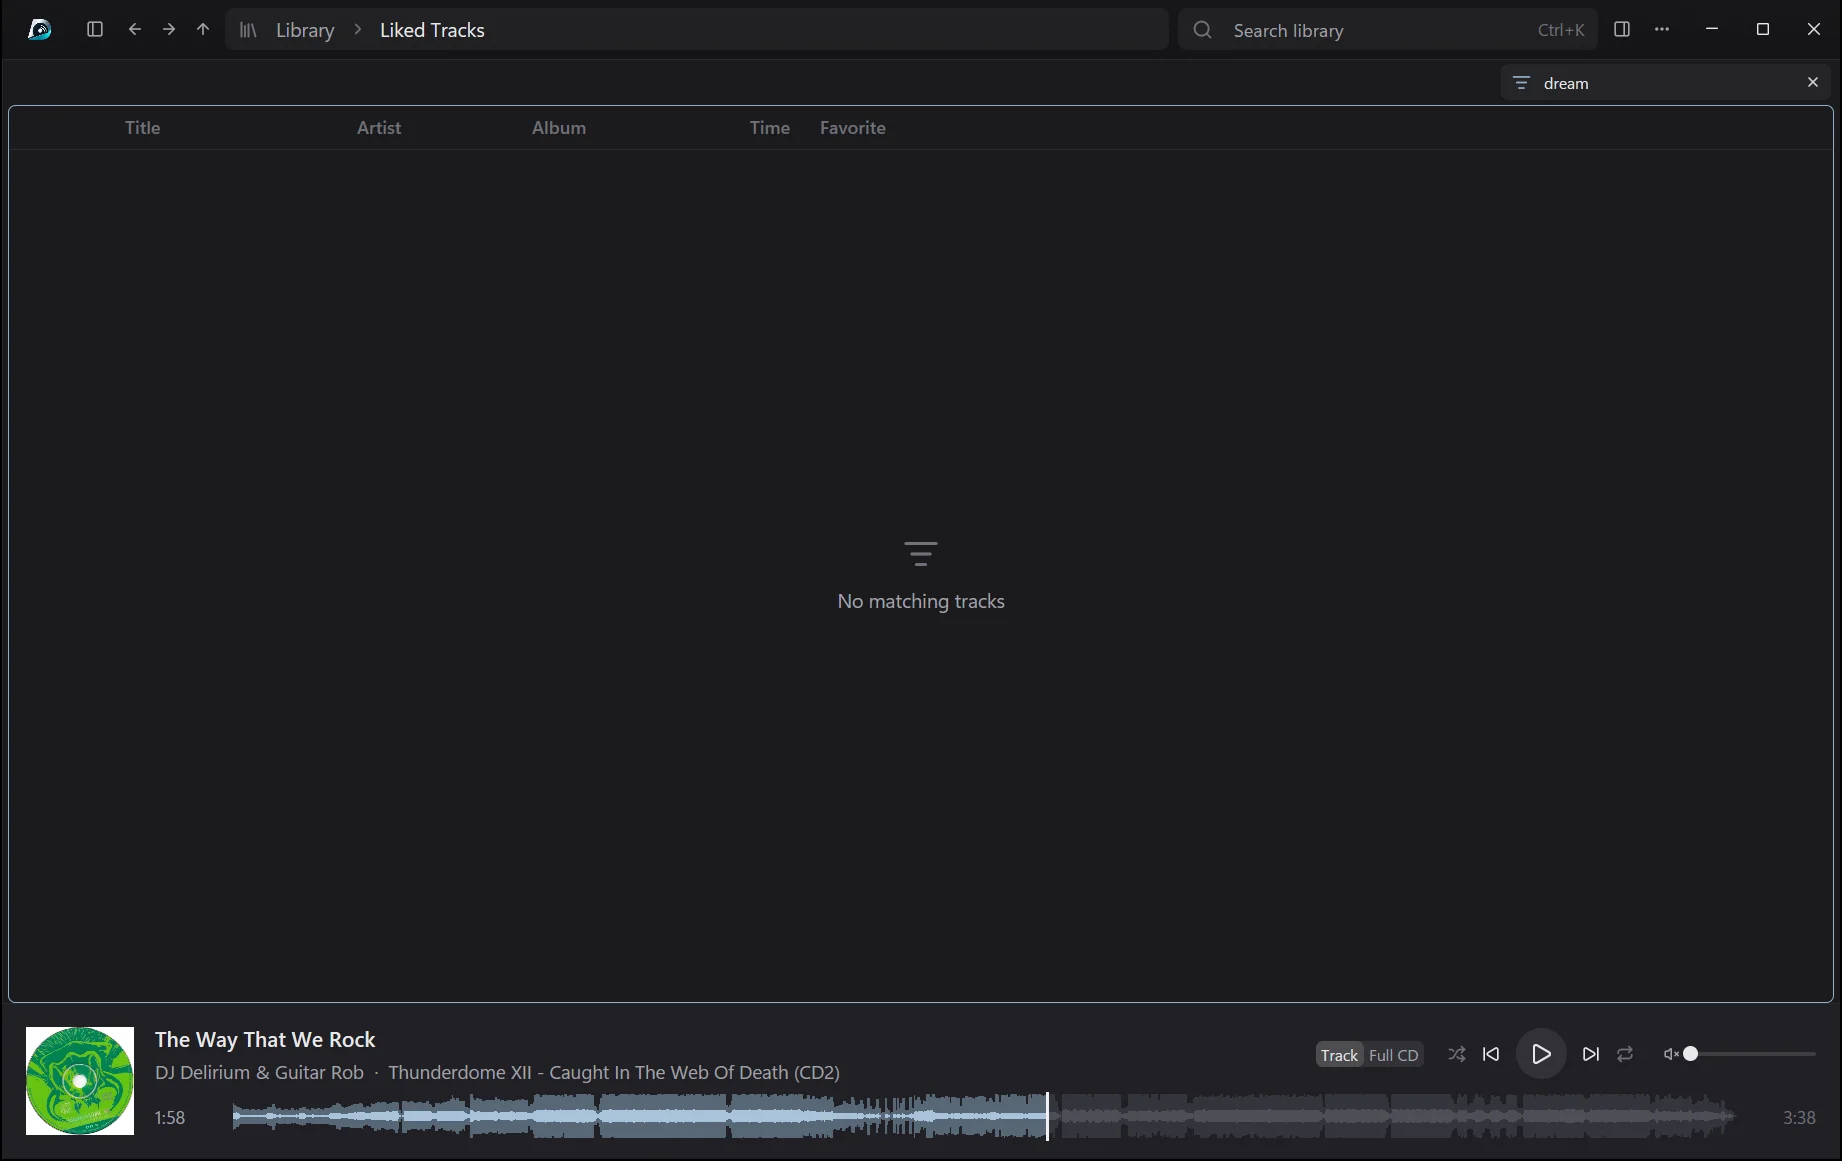 Library > Liked Tracks
Search library Ctrl+K
dream
Title Artist Album Time Favorite
No matching tracks
The Way That We Rock
DJ Delirium & Guitar Rob · Thunderdome XII - Caught In The Web Of Death (CD2)
Track Full CD
1:58
3:38